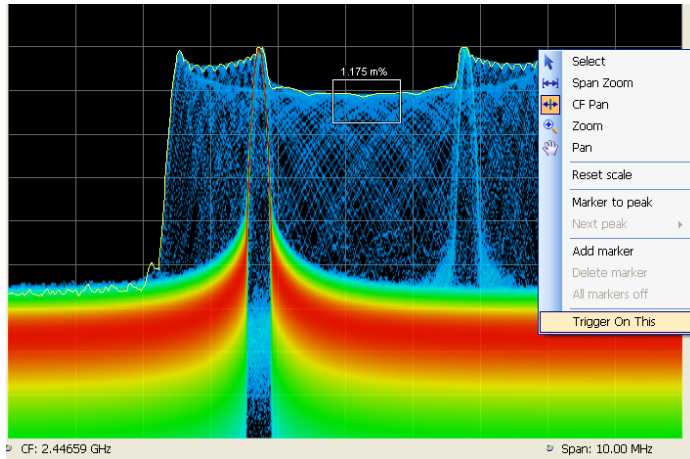 1.175 m%
Select
Span Zoom
CF Pan
Zoom
Pan
Reset scale
Marker to peak
Next peak
Add marker
Delete marker
All markers off
Trigger On This
CF: 2.44659 GHz
Span: 10.00 MHz